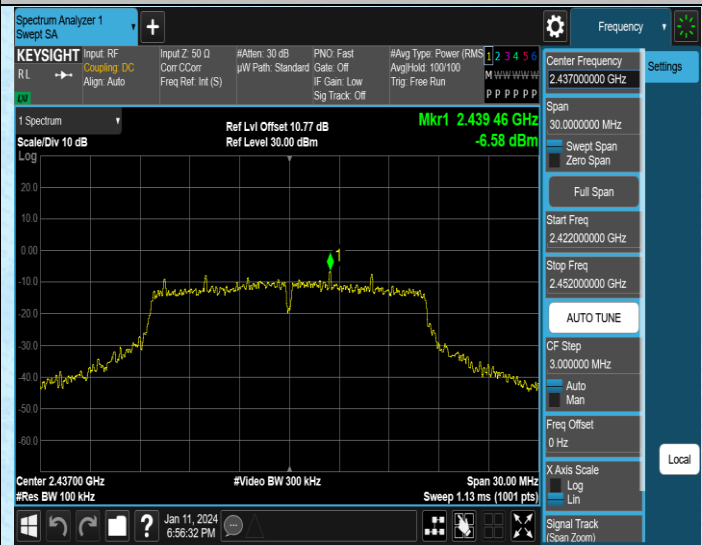 Spectrum Analyzer 1
Swept SA
+
Frequency
KEYSIGHT
RL
LXI
Input: RF
Coupling: DC
Align: Auto
Input Z: 50 Ω
Corr CCorr
Freq Ref: Int (S)
#Atten: 30 dB
µW Path: Standard
PNO: Fast
Gate: Off
IF Gain: Low
Sig Track: Off
#Avg Type: Power (RMS
Avg|Hold: 100/100
Trig: Free Run
1 2 3 4 5 6
M W W W W W
P P P P P P
Center Frequency
2.437000000 GHz
Settings
Span
30.0000000 MHz
Swept Span
Zero Span
Full Span
Start Freq
2.422000000 GHz
Stop Freq
2.452000000 GHz
AUTO TUNE
CF Step
3.000000 MHz
Auto
Man
Freq Offset
0 Hz
X Axis Scale
Log
Lin
Signal Track
(Span Zoom)
Local
1 Spectrum
Scale/Div 10 dB
Log
Ref Lvl Offset 10.77 dB
Ref Level 30.00 dBm
Mkr1 2.439 46 GHz
-6.58 dBm
20.0
10.0
0.00
-10.0
-20.0
-30.0
-40.0
-50.0
-60.0
1
Center 2.43700 GHz
#Res BW 100 kHz
#Video BW 300 kHz
Span 30.00 MHz
Sweep 1.13 ms (1001 pts)
?
Jan 11, 2024
6:56:32 PM